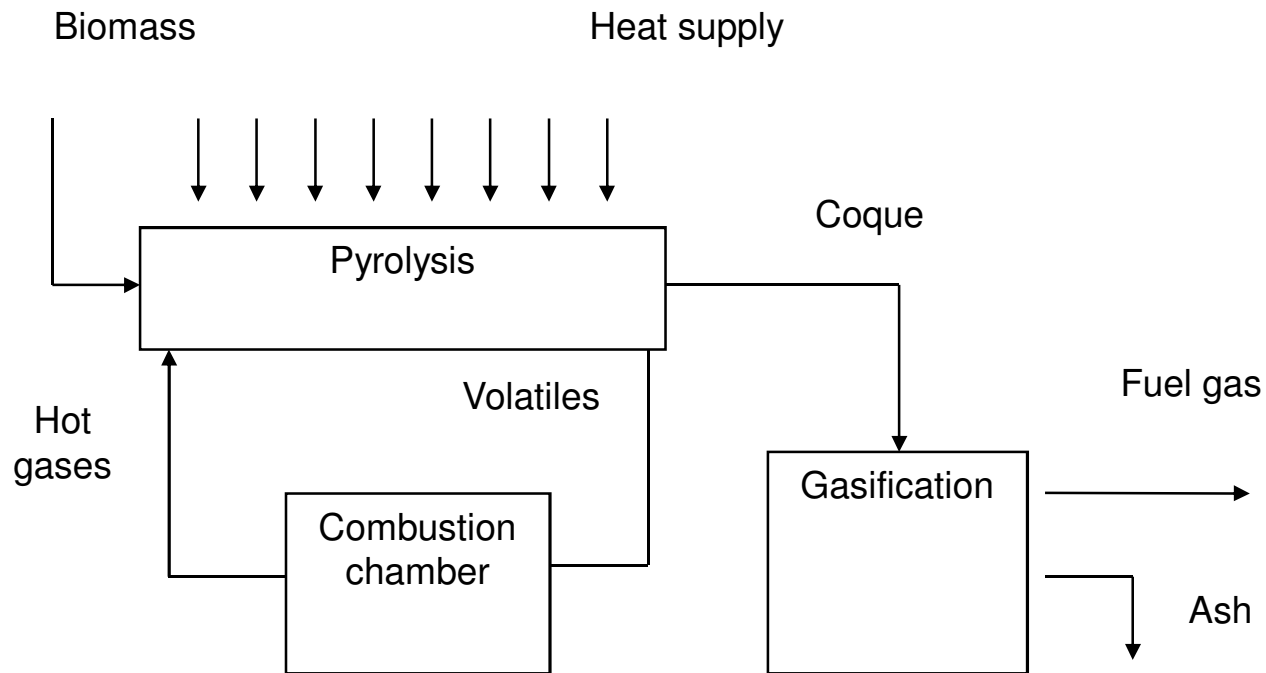 Biomass
Heat supply
Coque
Pyrolysis
Fuel gas
Volatiles
Hot
gases
Gasification
Combustion
chamber
Ash